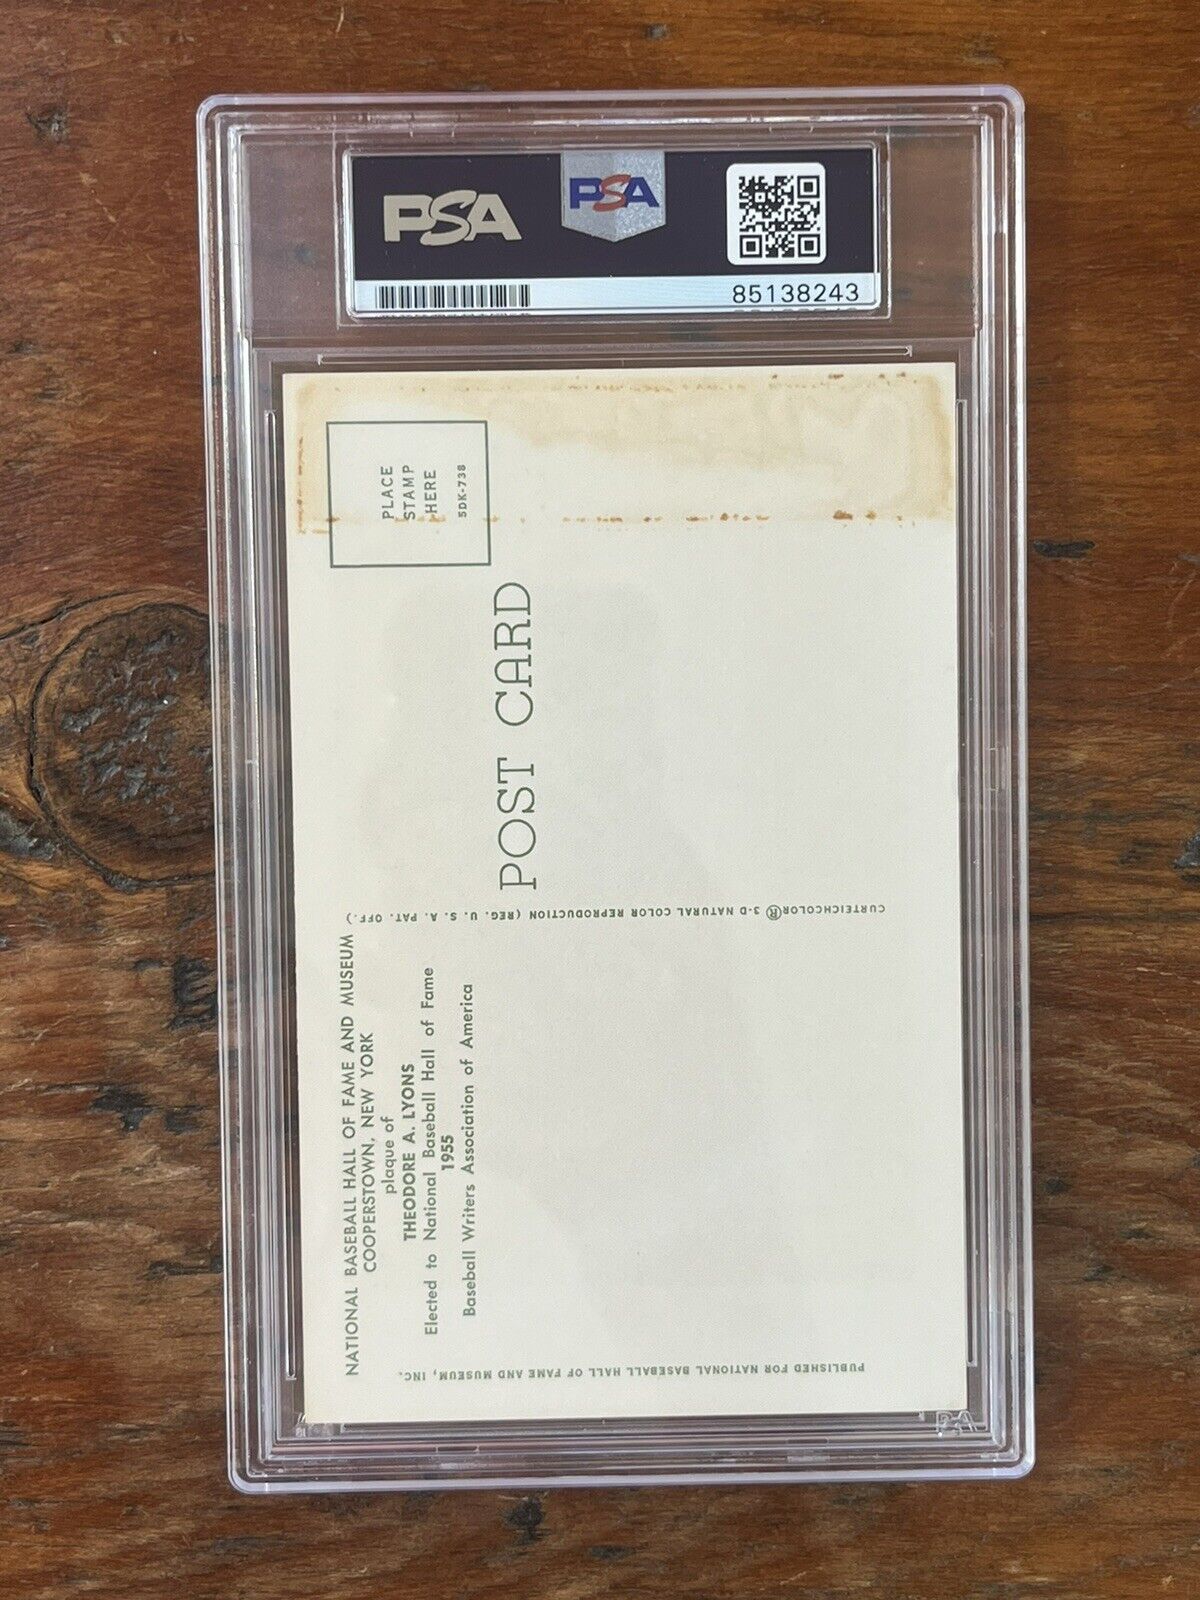 PSA
PSA
85138243
PLACE
STAMP
HERE
5DK-738
POST CARD
CURTEICHCOLOR® 3-D NATURAL COLOR REPRODUCTION (REG. U. S. A. PAT. OFF.)
NATIONAL BASEBALL HALL OF FAME AND MUSEUM
COOPERSTOWN, NEW YORK
plaque of
THEODORE A. LYONS
Elected to National Baseball Hall of Fame
1955
Baseball Writers Association of America
PUBLISHED FOR NATIONAL BASEBALL HALL OF FAME AND MUSEUM, INC.
PSA